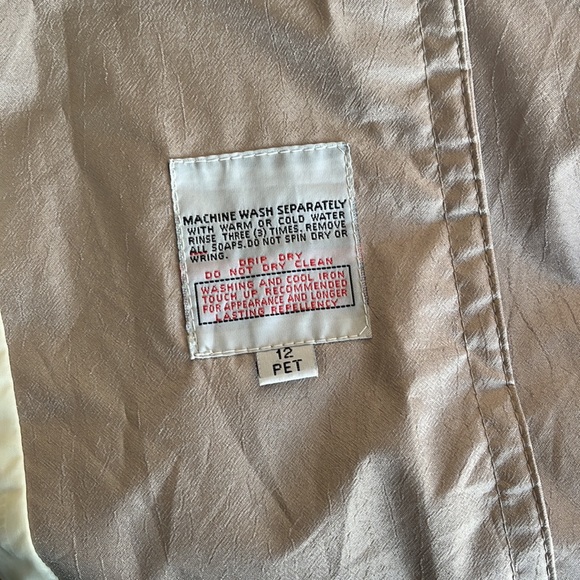 MACHINE WASH SEPARATELY
WITH WARM OR COLD WATER
RINSE THREE (3) TIMES. REMOVE
ALL SOAPS. DO NOT SPIN DRY OR
WRING.
DRIP DRY
DO NOT DRY CLEAN
WASHING AND COOL IRON
TOUCH UP RECOMMENDED
FOR APPEARANCE AND LONGER
LASTING REPELLENCY
12
PET